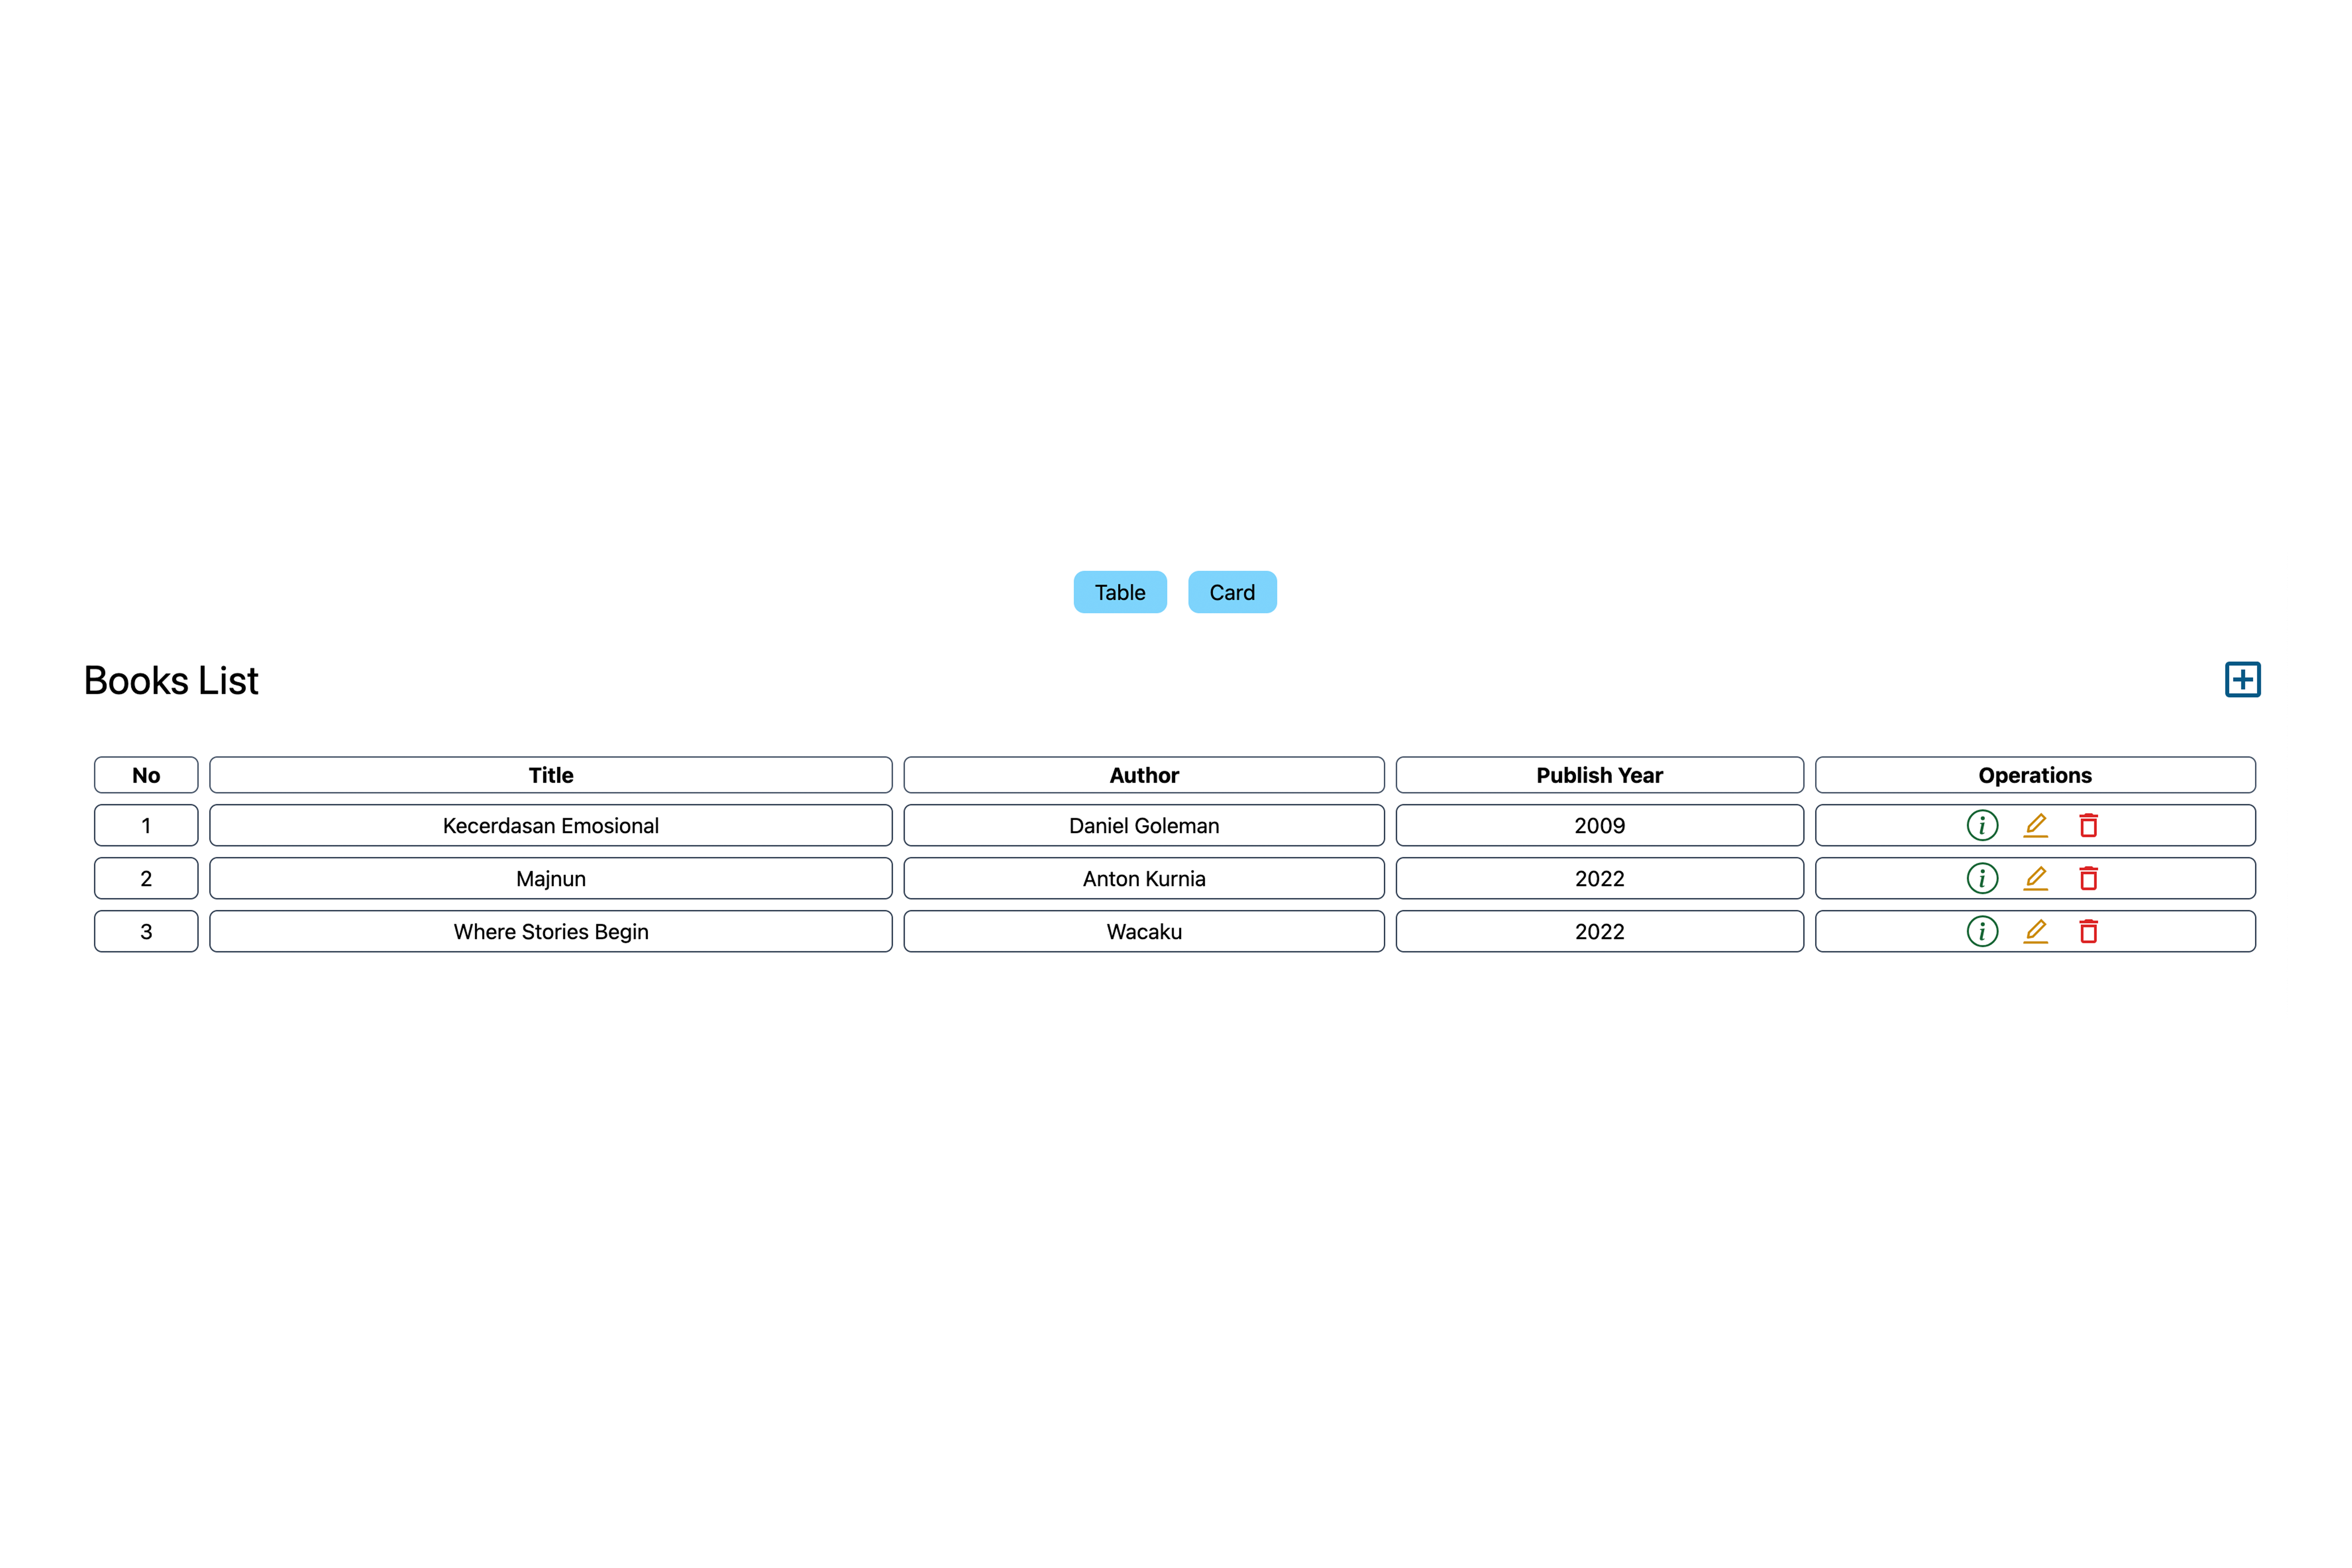 Table Card
Books List
No Title Author Publish Year Operations
1 Kecerdasan Emosional Daniel Goleman 2009
2 Majnun Anton Kurnia 2022
3 Where Stories Begin Wacaku 2022